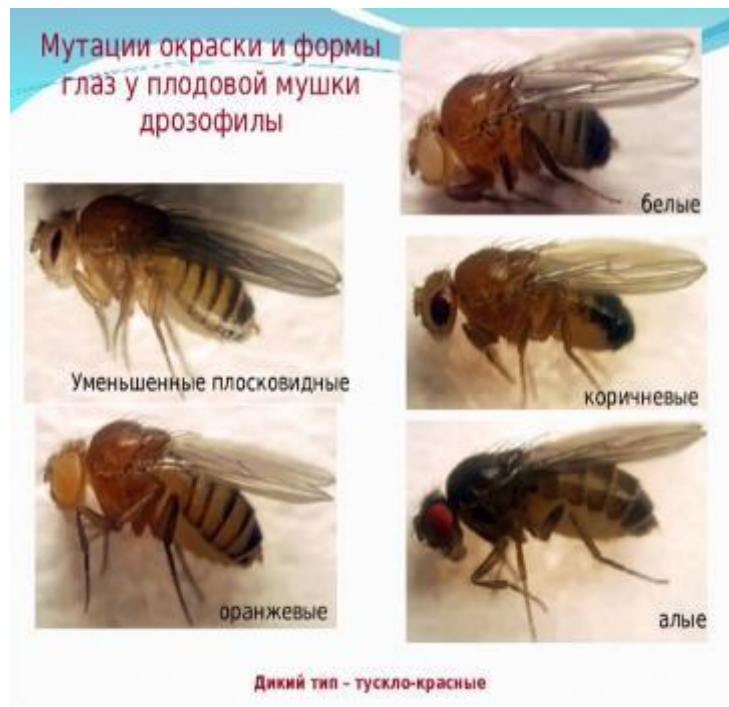 Мутации окраски и формы
глаз у плодовой мушки
дрозофилы
белые
Уменьшенные плосковидные
коричневые
оранжевые
алые
Дикий тип – тускло-красные